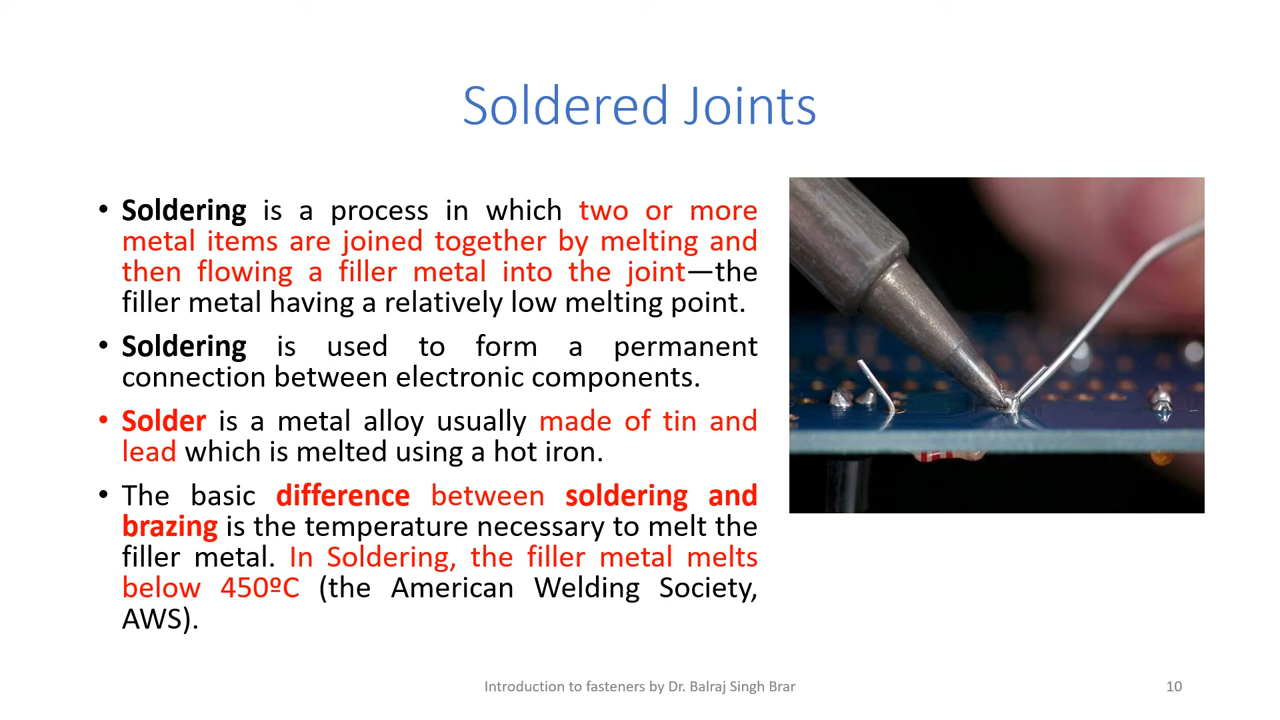 Soldered Joints
• Soldering is a process in which two or more
metal items are joined together by melting and
then flowing a filler metal into the joint—the
filler metal having a relatively low melting point.
• Soldering is used to form a permanent
connection between electronic components.
• Solder is a metal alloy usually made of tin and
lead which is melted using a hot iron.
• The basic difference between soldering and
brazing is the temperature necessary to melt the
filler metal. In Soldering, the filler metal melts
below 450ºC (the American Welding Society,
AWS).
Introduction to fasteners by Dr. Balraj Singh Brar
10